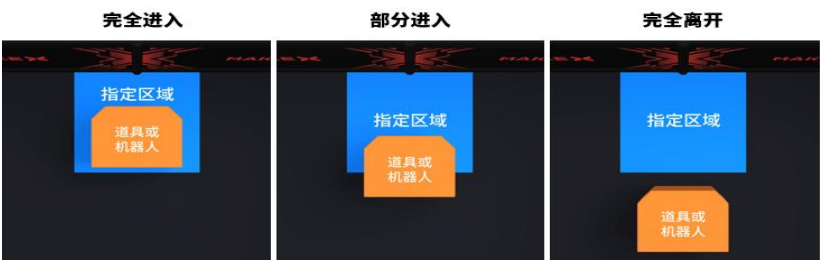 完全进入
部分进入
完全离开
指定区域
道具或
机器人
指定区域
道具或
机器人
指定区域
道具或
机器人